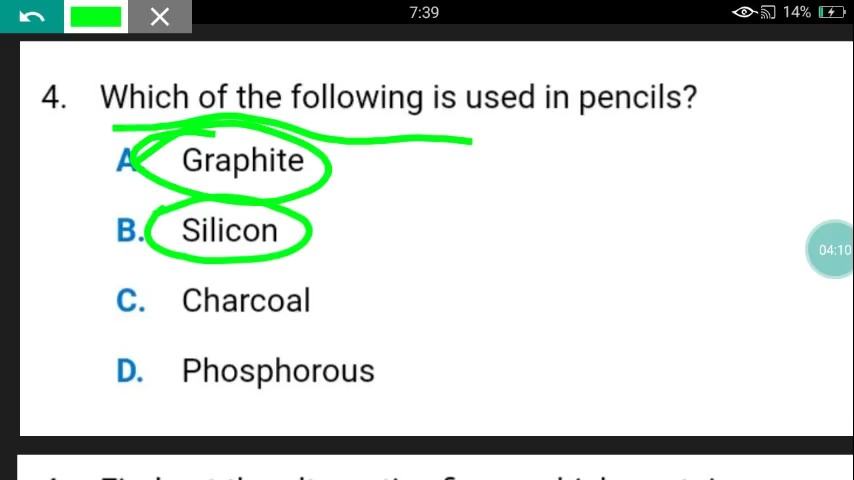 7:39 14%
4. Which of the following is used in pencils?
A Graphite
B. Silicon
04:10
C. Charcoal
D. Phosphorous